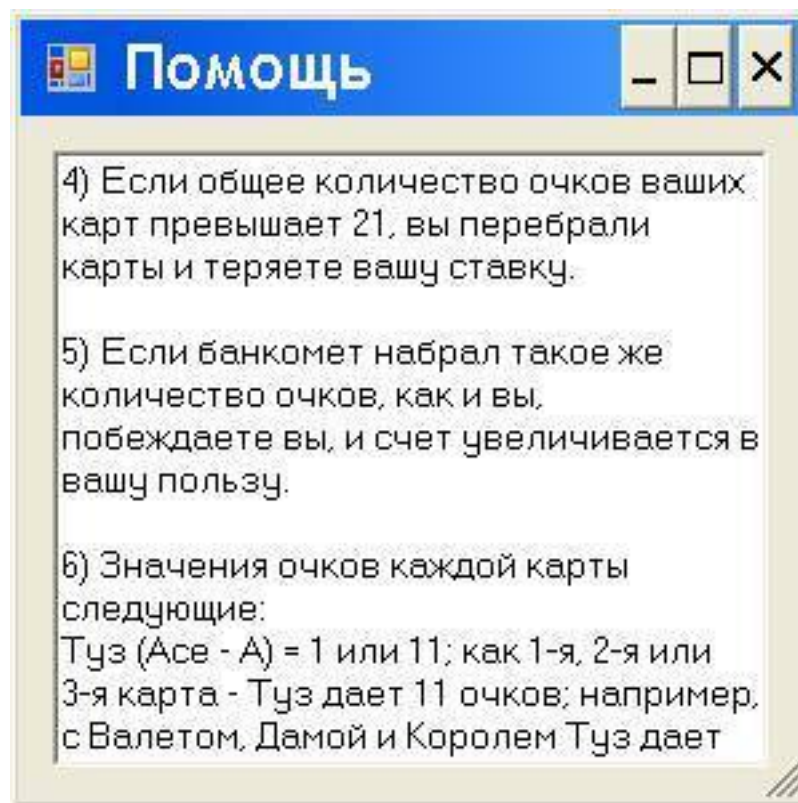 Помощь
4) Если общее количество очков ваших
карт превышает 21, вы перебрали
карты и теряете вашу ставку.
5) Если банкомет набрал такое же
количество очков, как и вы,
побеждаете вы, и счет увеличивается в
вашу пользу.
6) Значения очков каждой карты
следующие:
Туз (Ace - A) = 1 или 11; как 1-я, 2-я или
3-я карта - Туз дает 11 очков; например,
с Валетом, Дамой и Королем Туз дает